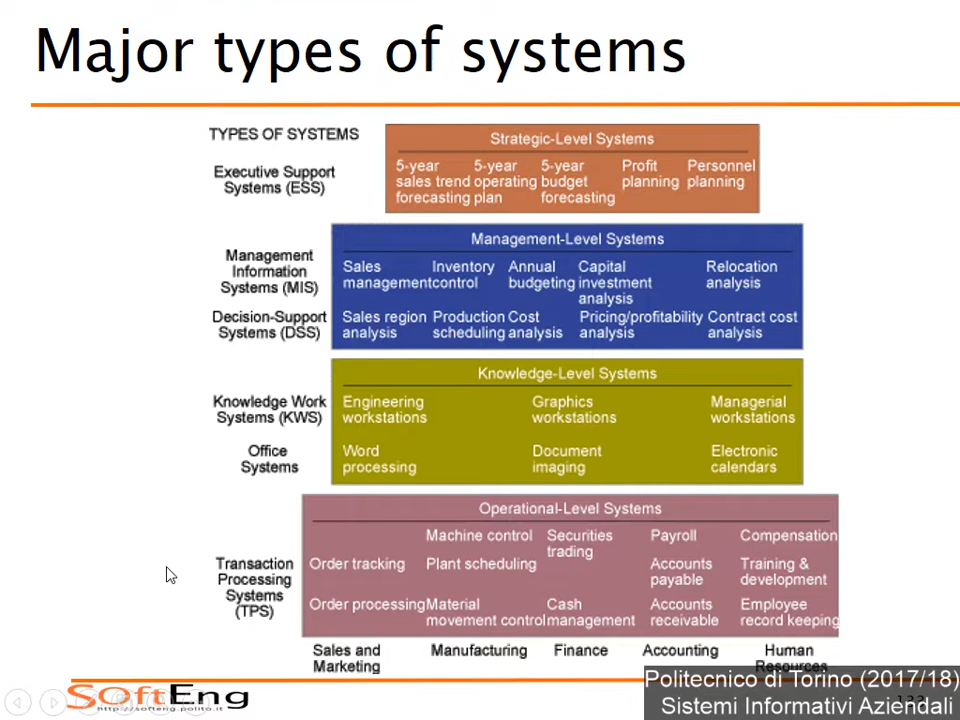 Major types of systems
TYPES OF SYSTEMS
Strategic-Level Systems
Executive Support
Systems (ESS)
5-year
sales trend
forecasting
5-year
operating
plan
5-year
budget
forecasting
Profit
planning
Personnel
planning
Management-Level Systems
Management
Information
Systems (MIS)
Sales
management
Inventory
control
Annual
budgeting
Capital
investment
analysis
Relocation
analysis
Decision-Support
Systems (DSS)
Sales region
analysis
Production
scheduling
Cost
analysis
Pricing/profitability
analysis
Contract cost
analysis
Knowledge-Level Systems
Knowledge Work
Systems (KWS)
Engineering
workstations
Graphics
workstations
Managerial
workstations
Office
Systems
Word
processing
Document
imaging
Electronic
calendars
Operational-Level Systems
Transaction
Processing
Systems
(TPS)
Machine control
Securities
trading
Payroll
Compensation
Order tracking
Plant scheduling
Accounts
payable
Training &
development
Order processing
Material
movement control
Cash
management
Accounts
receivable
Employee
record keeping
Sales and
Marketing
Manufacturing
Finance
Accounting
Human
Resources
SOftEng
http://softeng.polito.it
Politecnico di Torino (2017/18)
Sistemi Informativi Aziendali